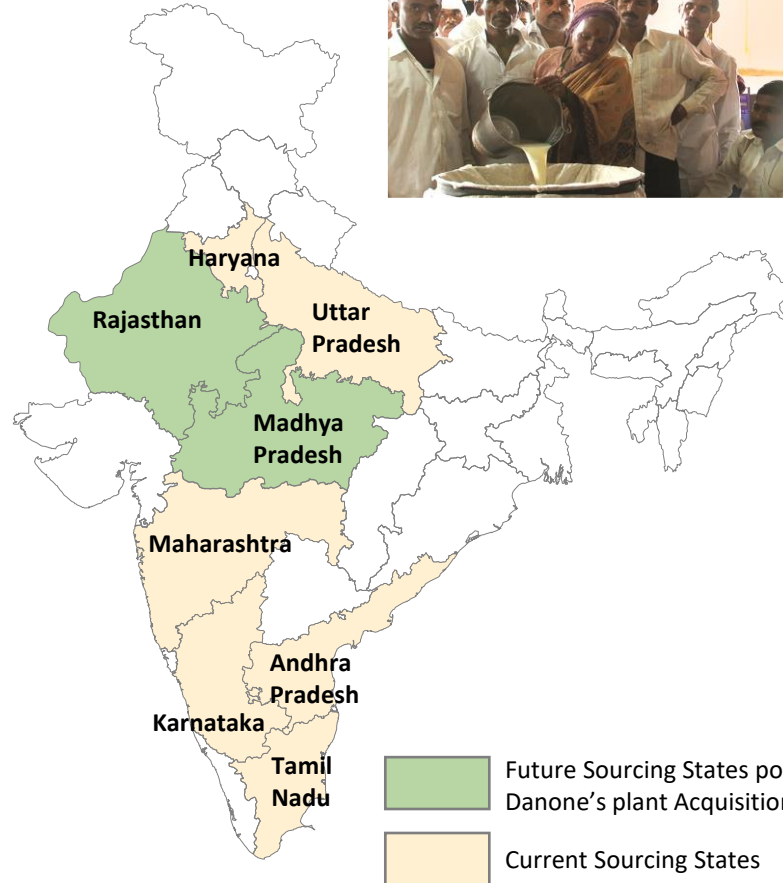 Haryana
Rajasthan
Uttar
Pradesh
Madhya
Pradesh
Maharashtra
Andhra
Pradesh
Karnataka
Tamil
Nadu
Future Sourcing States
Danone's plant
Current Sourcing States